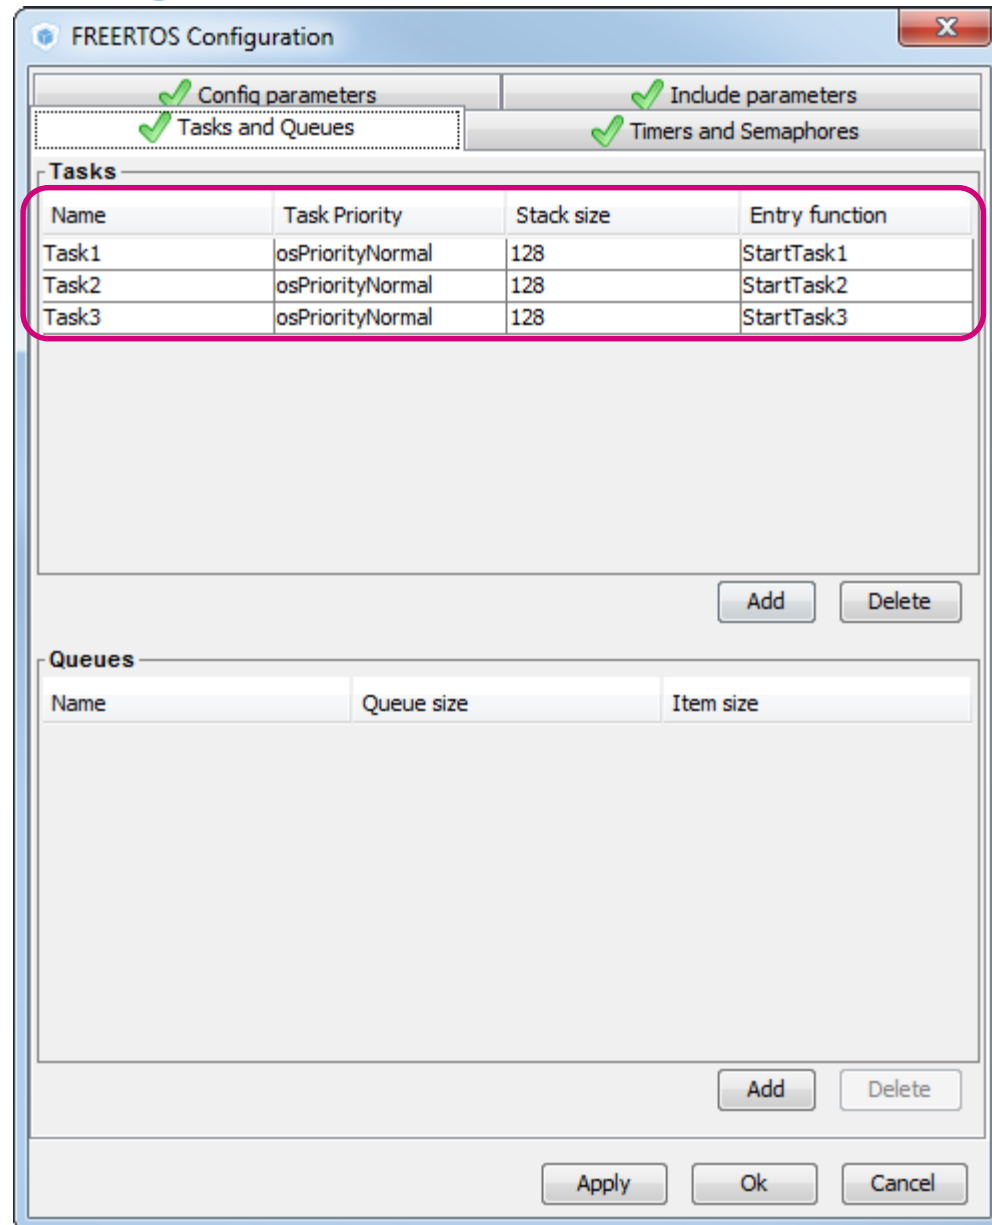 FREERTOS Configuration
Config parameters Include parameters
Tasks and Queues Timers and Semaphores
Tasks
Name Task Priority Stack size Entry function
Task1 osPriorityNormal 128 StartTask1
Task2 osPriorityNormal 128 StartTask2
Task3 osPriorityNormal 128 StartTask3
Add Delete
Queues
Name Queue size Item size
Add Delete
Apply Ok Cancel